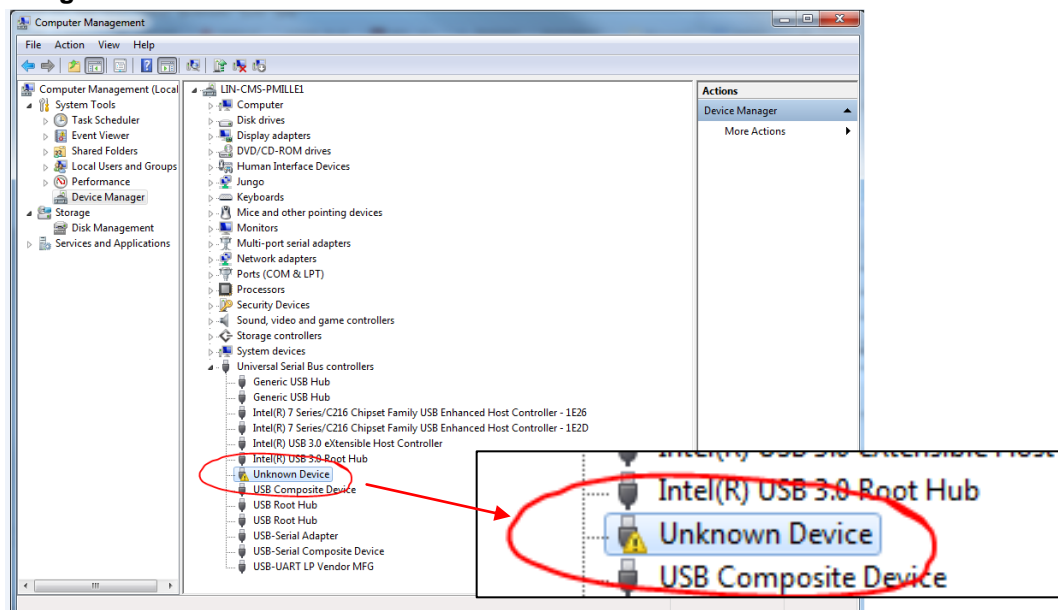 Computer Management
File Action View Help
Computer Management (Local
System Tools
Task Scheduler
Event Viewer
Shared Folders
Local Users and Groups
Performance
Device Manager
Storage
Disk Management
Services and Applications
LIN-CMS-PMILLE1
Computer
Disk drives
Display adapters
DVD/CD-ROM drives
Human Interface Devices
Jungo
Keyboards
Mice and other pointing devices
Monitors
Multi-port serial adapters
Network adapters
Ports (COM & LPT)
Processors
Security Devices
Sound, video and game controllers
Storage controllers
System devices
Universal Serial Bus controllers
Generic USB Hub
Generic USB Hub
Intel(R) 7 Series/C216 Chipset Family USB Enhanced Host Controller - 1E26
Intel(R) 7 Series/C216 Chipset Family USB Enhanced Host Controller - 1E2D
Intel(R) USB 3.0 eXtensible Host Controller
Intel(R) USB 3.0 Root Hub
Unknown Device
USB Composite Device
USB Root Hub
USB Root Hub
USB-Serial Adapter
USB-Serial Composite Device
USB-UART LP Vendor MFG
Actions
Device Manager
More Actions
Intel(R) USB 3.0 Root Hub
Unknown Device
USB Composite Device